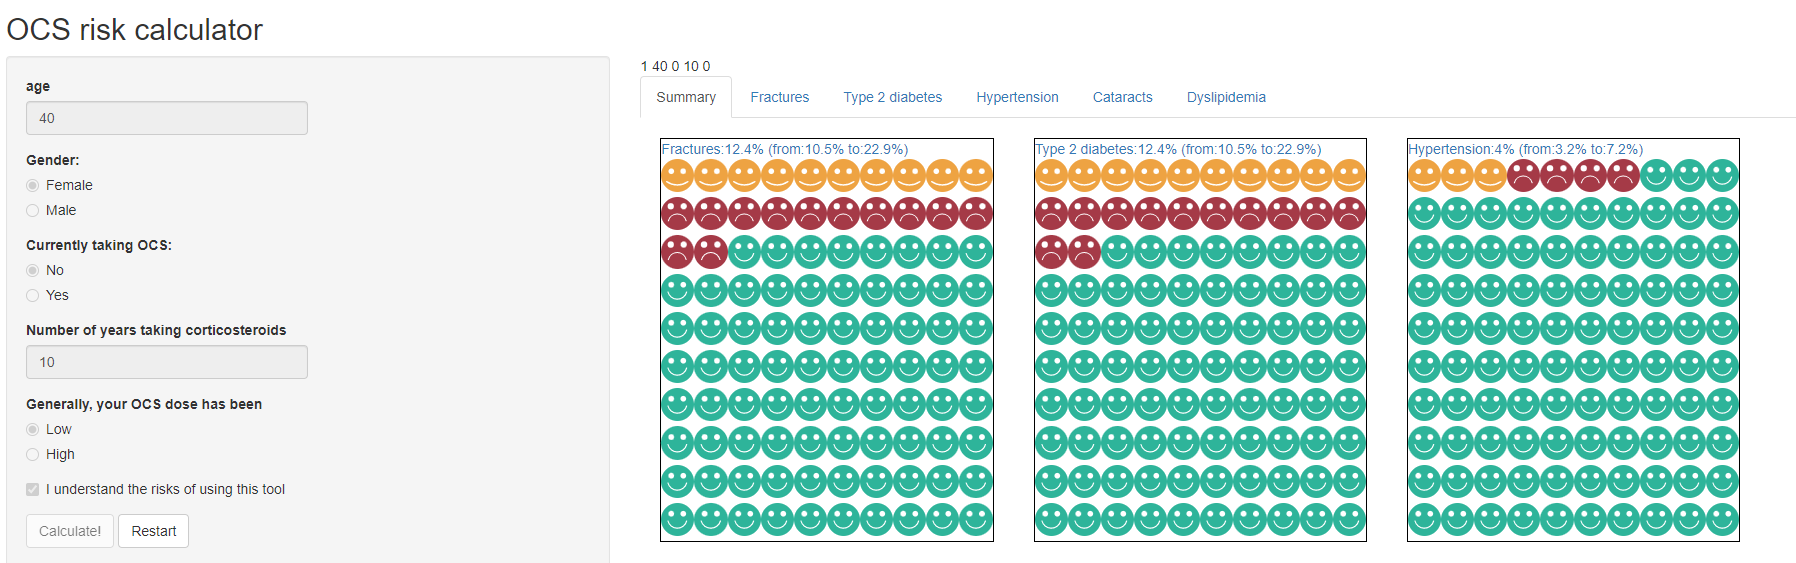 OCS risk calculator
age
40
Gender:
Female
Male
Currently taking OCS:
No
Yes
Number of years taking corticosteroids
10
Generally, your OCS dose has been
Low
High
I understand the risks of using this tool
Calculate! Restart
1 40 0 10 0
Summary Fractures Type 2 diabetes Hypertension Cataracts Dyslipidemia
Fractures:12.4% (from:10.5% to:22.9%)
Type 2 diabetes:12.4% (from:10.5% to:22.9%)
Hypertension:4% (from:3.2% to:7.2%)